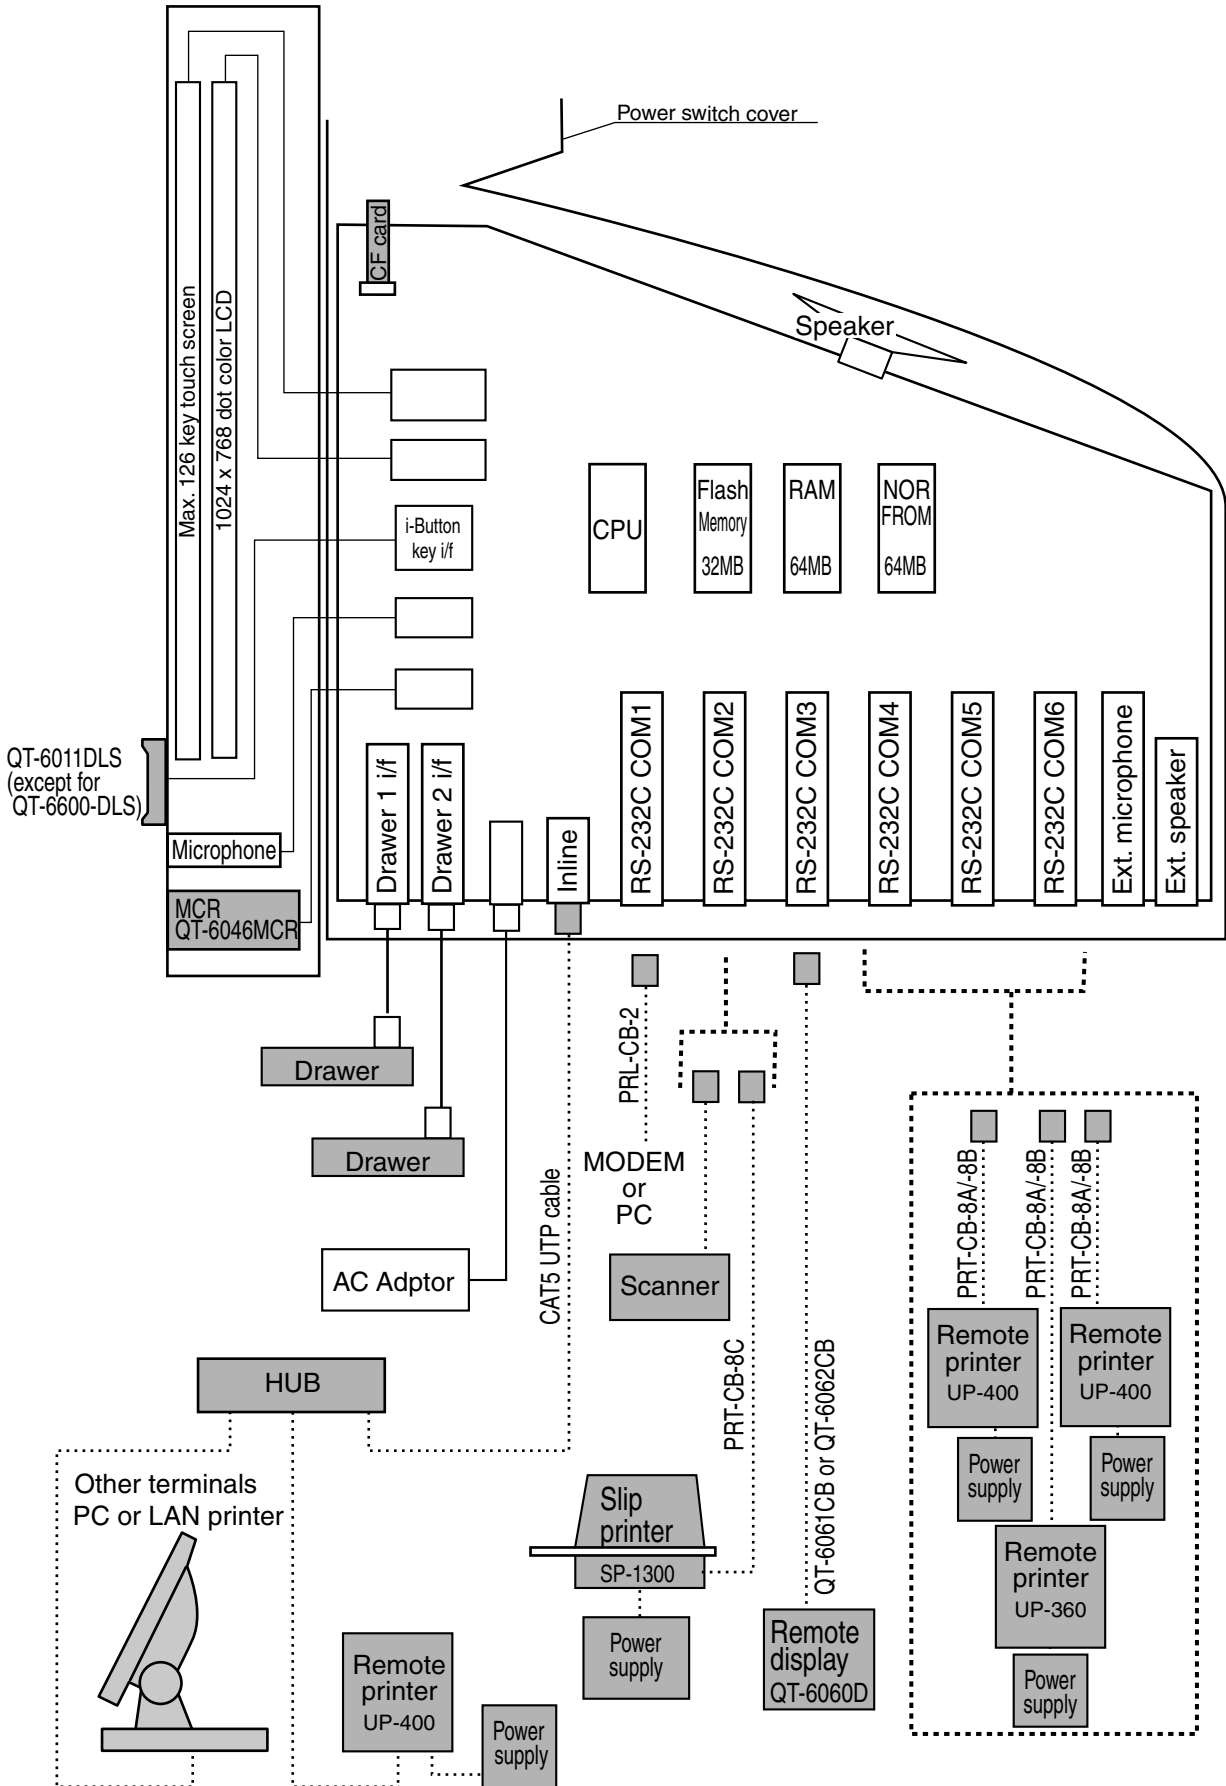 Power switch cover
CF card
Speaker
Max. 126 key touch screen
1024 x 768 dot color LCD
i-Button
key i/f
CPU
Flash
Memory
32MB
RAM
64MB
NOR
FROM
64MB
QT-6011DLS
(except for
QT-6600-DLS)
Microphone
MCR
QT-6046MCR
Drawer 1 i/f
Drawer 2 i/f
Inline
RS-232C COM1
RS-232C COM2
RS-232C COM3
RS-232C COM4
RS-232C COM5
RS-232C COM6
Ext. microphone
Ext. speaker
Drawer
Drawer
AC Adptor
CAT5 UTP cable
PRL-CB-2
MODEM
or
PC
Scanner
PRT-CB-8C
QT-6061CB or QT-6062CB
PRT-CB-8A/-8B
PRT-CB-8A/-8B
PRT-CB-8A/-8B
Remote
printer
UP-400
Remote
printer
UP-400
Power
supply
Power
supply
Remote
printer
UP-360
Power
supply
HUB
Other terminals
PC or LAN printer
Slip
printer
SP-1300
Power
supply
Remote
display
QT-6060D
Remote
printer
UP-400
Power
supply